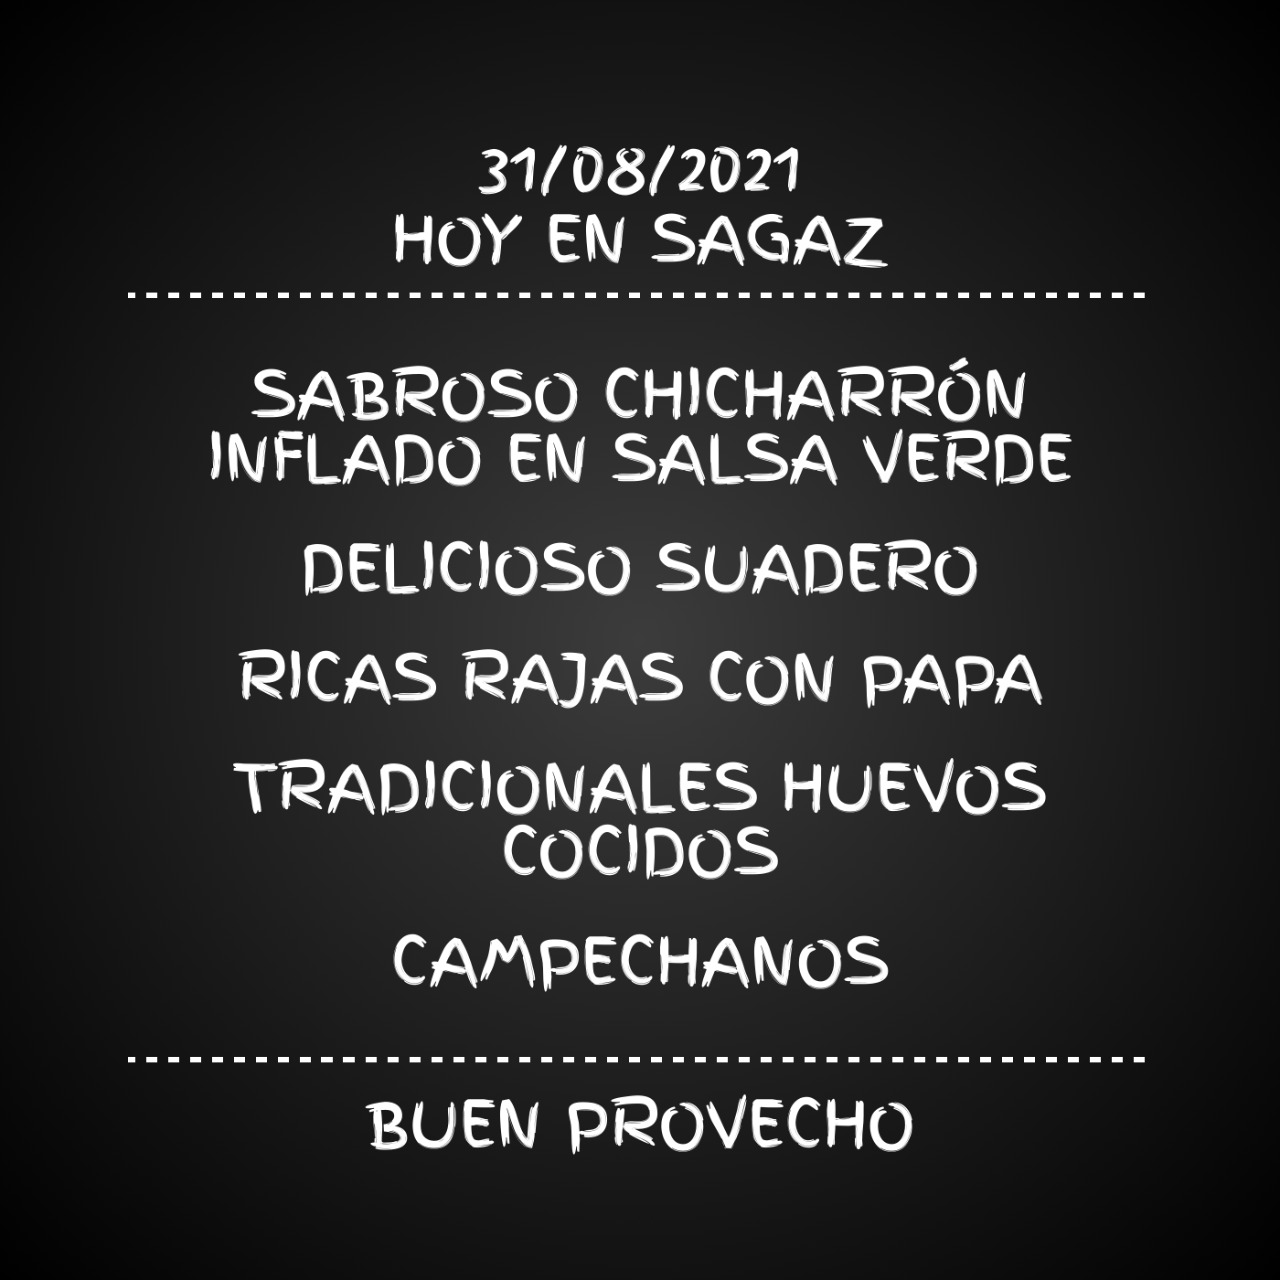 31/08/2021
HOY EN SAGAZ
SABROSO CHICHARRÓN
INFLADO EN SALSA VERDE
DELICIOSO SUADERO
RICAS RAJAS CON PAPA
TRADICIONALES HUEVOS
COCIDOS
CAMPECHANOS
BUEN PROVECHO